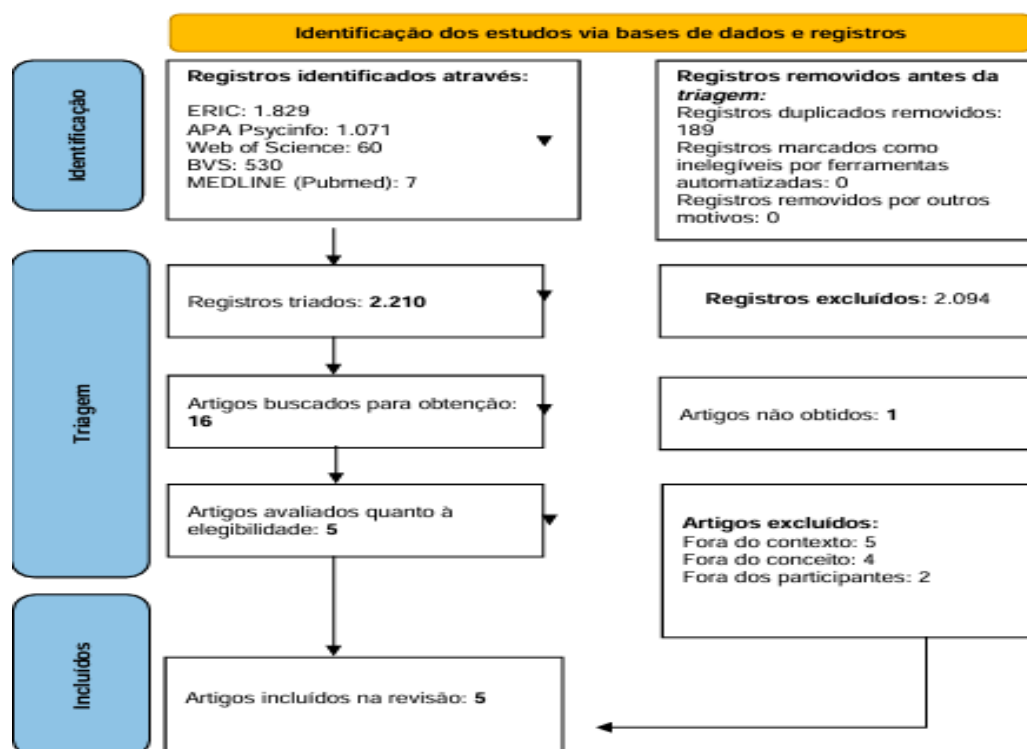 Identificação dos estudos via bases de dados e registros
Identificação
Registros identificados através:
ERIC: 1.829
APA Psycinfo: 1.071
Web of Science: 60
BVS: 530
MEDLINE (Pubmed): 7
Registros removidos antes da
triagem:
Registros duplicados removidos:
189
Registros marcados como
inelegíveis por ferramentas
automatizadas: 0
Registros removidos por outros
motivos: 0
Triagem
Registros triados: 2.210
Registros excluídos: 2.094
Artigos buscados para obtenção:
16
Artigos não obtidos: 1
Artigos avaliados quanto à
elegibilidade: 5
Artigos excluídos:
Fora do contexto: 5
Fora do conceito: 4
Fora dos participantes: 2
Incluídos
Artigos incluídos na revisão: 5